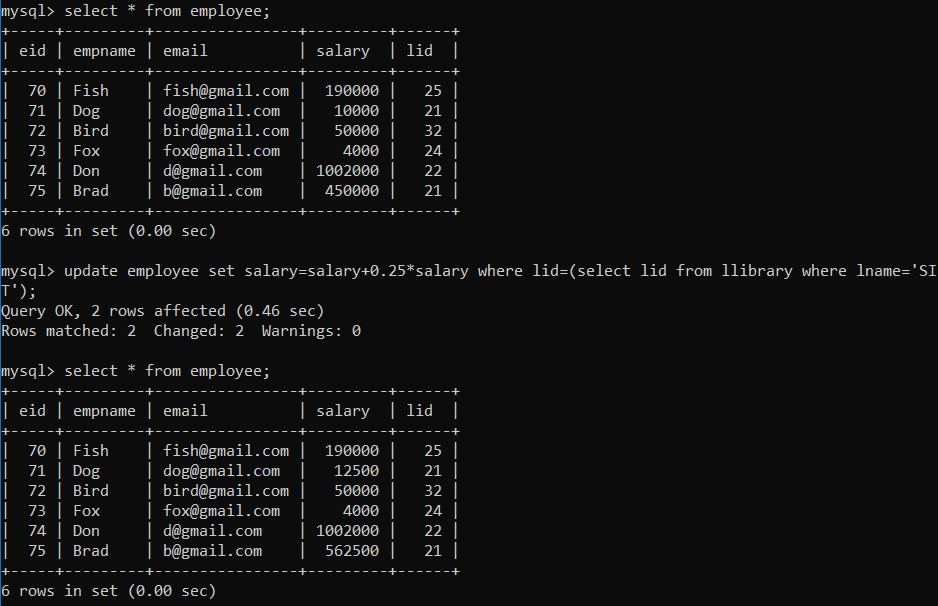 mysql> select * from employee;
+-----+---------+----------------+---------+------+
| eid | empname | email          | salary  | lid  |
+-----+---------+----------------+---------+------+
|  70 | Fish    | fish@gmail.com |  190000 |   25 |
|  71 | Dog     | dog@gmail.com  |   10000 |   21 |
|  72 | Bird    | bird@gmail.com |   50000 |   32 |
|  73 | Fox     | fox@gmail.com  |    4000 |   24 |
|  74 | Don     | d@gmail.com    | 1002000 |   22 |
|  75 | Brad    | b@gmail.com    |  450000 |   21 |
+-----+---------+----------------+---------+------+
6 rows in set (0.00 sec)

mysql> update employee set salary=salary+0.25*salary where lid=(select lid from llibrary where lname='SI
T');
Query OK, 2 rows affected (0.46 sec)
Rows matched: 2  Changed: 2  Warnings: 0

mysql> select * from employee;
+-----+---------+----------------+---------+------+
| eid | empname | email          | salary  | lid  |
+-----+---------+----------------+---------+------+
|  70 | Fish    | fish@gmail.com |  190000 |   25 |
|  71 | Dog     | dog@gmail.com  |   12500 |   21 |
|  72 | Bird    | bird@gmail.com |   50000 |   32 |
|  73 | Fox     | fox@gmail.com  |    4000 |   24 |
|  74 | Don     | d@gmail.com    | 1002000 |   22 |
|  75 | Brad    | b@gmail.com    |  562500 |   21 |
+-----+---------+----------------+---------+------+
6 rows in set (0.00 sec)